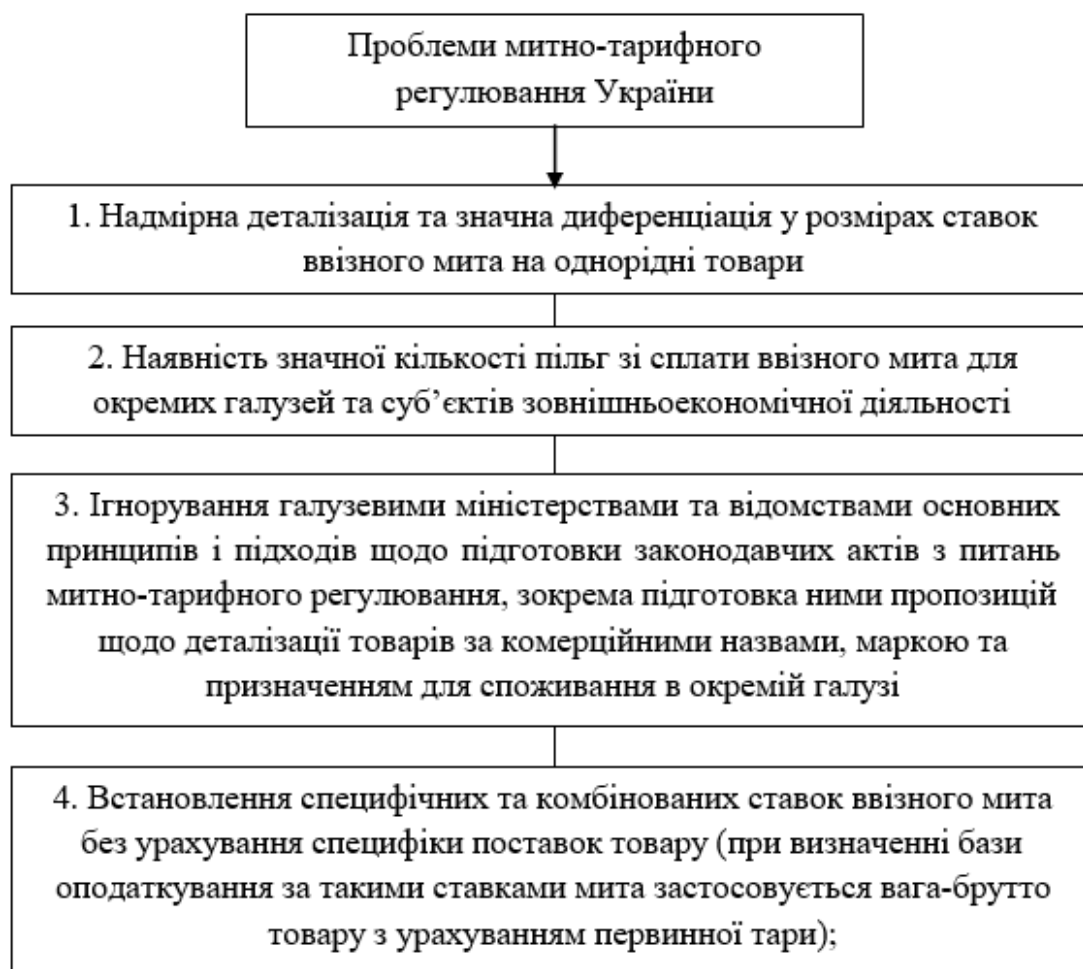 Проблеми митно-тарифного
регулювання України
1. Надмірна деталізація та значна диференціація у розмірах ставок
ввізного мита на однорідні товари
2. Наявність значної кількості пільг зі сплати ввізного мита для
окремих галузей та суб’єктів зовнішньоекономічної діяльності
3. Ігнорування галузевими міністерствами та відомствами основних
принципів і підходів щодо підготовки законодавчих актів з питань
митно-тарифного регулювання, зокрема підготовка ними пропозицій
щодо деталізації товарів за комерційними назвами, маркою та
призначенням для споживання в окремій галузі
4. Встановлення специфічних та комбінованих ставок ввізного мита
без урахування специфіки поставок товару (при визначенні бази
оподаткування за такими ставками мита застосовується вага-брутто
товару з урахуванням первинної тари);